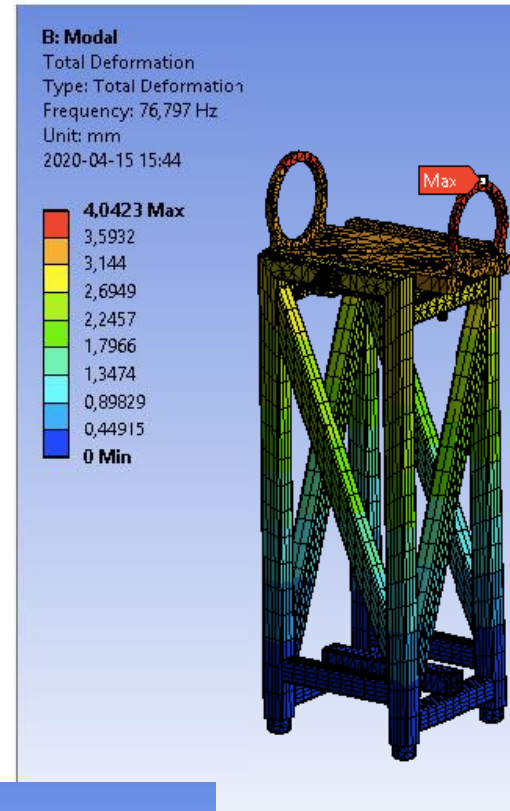 B: Modal
Total Deformation
Type: Total Deformation
Frequency: 76,797 Hz
Unit: mm
2020-04-15 15:44
Max
4,0423 Max
3,5932
3,144
2,6949
2,2457
1,7966
1,3474
0,89829
0,44915
0 Min